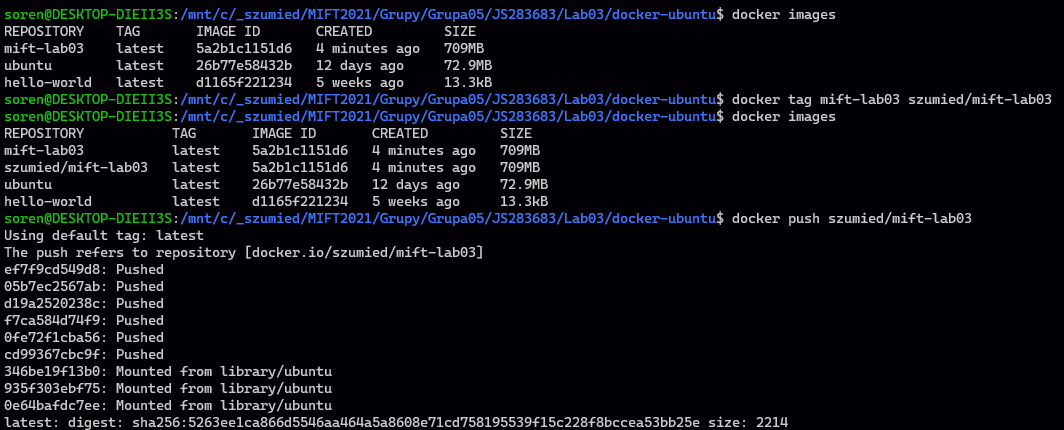 soren@DESKTOP-DIEII3S:/mnt/c/_szumied/MIFT2021/Grupy/Grupa05/JS283683/Lab03/docker-ubuntu$ docker images
REPOSITORY    TAG       IMAGE ID       CREATED         SIZE
mift-lab03    latest    5a2b1c1151d6   4 minutes ago   709MB
ubuntu        latest    26b77e58432b   12 days ago     72.9MB
hello-world   latest    d1165f221234   5 weeks ago     13.3kB
soren@DESKTOP-DIEII3S:/mnt/c/_szumied/MIFT2021/Grupy/Grupa05/JS283683/Lab03/docker-ubuntu$ docker tag mift-lab03 szumied/mift-lab03
soren@DESKTOP-DIEII3S:/mnt/c/_szumied/MIFT2021/Grupy/Grupa05/JS283683/Lab03/docker-ubuntu$ docker images
REPOSITORY           TAG       IMAGE ID       CREATED         SIZE
mift-lab03           latest    5a2b1c1151d6   4 minutes ago   709MB
szumied/mift-lab03   latest    5a2b1c1151d6   4 minutes ago   709MB
ubuntu               latest    26b77e58432b   12 days ago     72.9MB
hello-world          latest    d165f221234    5 weeks ago     13.3kB
soren@DESKTOP-DIEII3S:/mnt/c/_szumied/MIFT2021/Grupy/Grupa05/JS283683/Lab03/docker-ubuntu$ docker push szumied/mift-lab03
Using default tag: latest
The push refers to repository [docker.io/szumied/mift-lab03]
ef7f9cd549d8: Pushed
05b7ec2567ab: Pushed
d19a2520238c: Pushed
f7ca584d74f9: Pushed
0fe72f1cba56: Pushed
cd99367cbc9f: Pushed
346be19f13b0: Mounted from library/ubuntu
935f303ebf75: Mounted from library/ubuntu
0e64bafdc7ee: Mounted from library/ubuntu
latest: digest: sha256:5263ee1ca866d5546aa464a5a8608e71cd758195539f15c228f8bccea53bb25e size: 2214